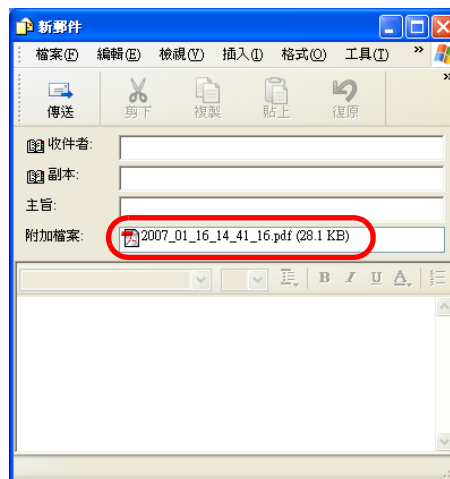 新郵件
檔案(F) 編輯(E) 檢視(V) 插入(I) 格式(O) 工具(T) »
傳送 剪下 複製 貼上 復原 »
收件者:
副本:
主旨:
附加檔案: 2007_01_16_14_41_16.pdf (28.1 KB)
B I U A